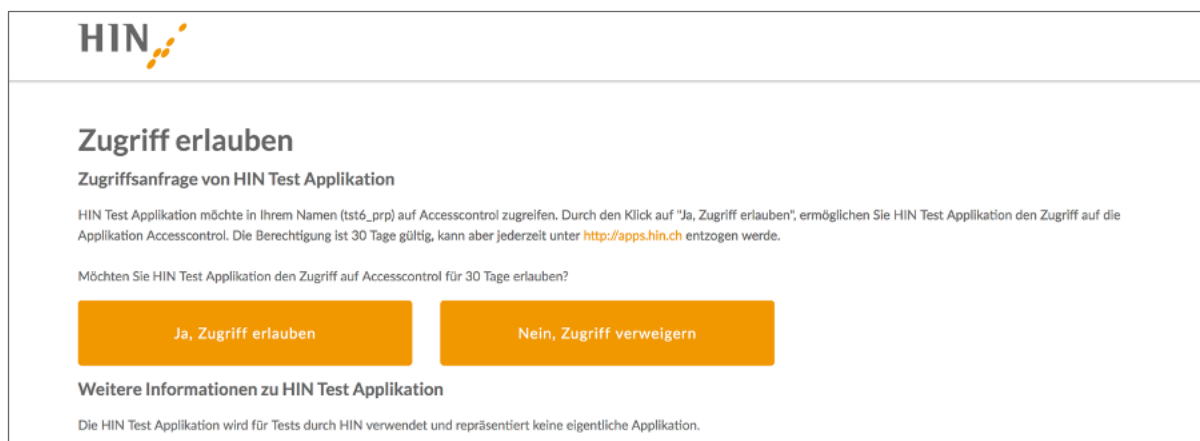 HIN
Zugriff erlauben
Zugriffsanfrage von HIN Test Applikation
HIN Test Applikation möchte in Ihrem Namen (tst6_prp) auf Accesscontrol zugreifen. Durch den Klick auf "Ja, Zugriff erlauben", ermöglichen Sie HIN Test Applikation den Zugriff auf die
Applikation Accesscontrol. Die Berechtigung ist 30 Tage gültig, kann aber jederzeit unter http://apps.hin.ch entzogen werde.
Möchten Sie HIN Test Applikation den Zugriff auf Accesscontrol für 30 Tage erlauben?
Ja, Zugriff erlauben
Nein, Zugriff verweigern
Weitere Informationen zu HIN Test Applikation
Die HIN Test Applikation wird für Tests durch HIN verwendet und repräsentiert keine eigentliche Applikation.